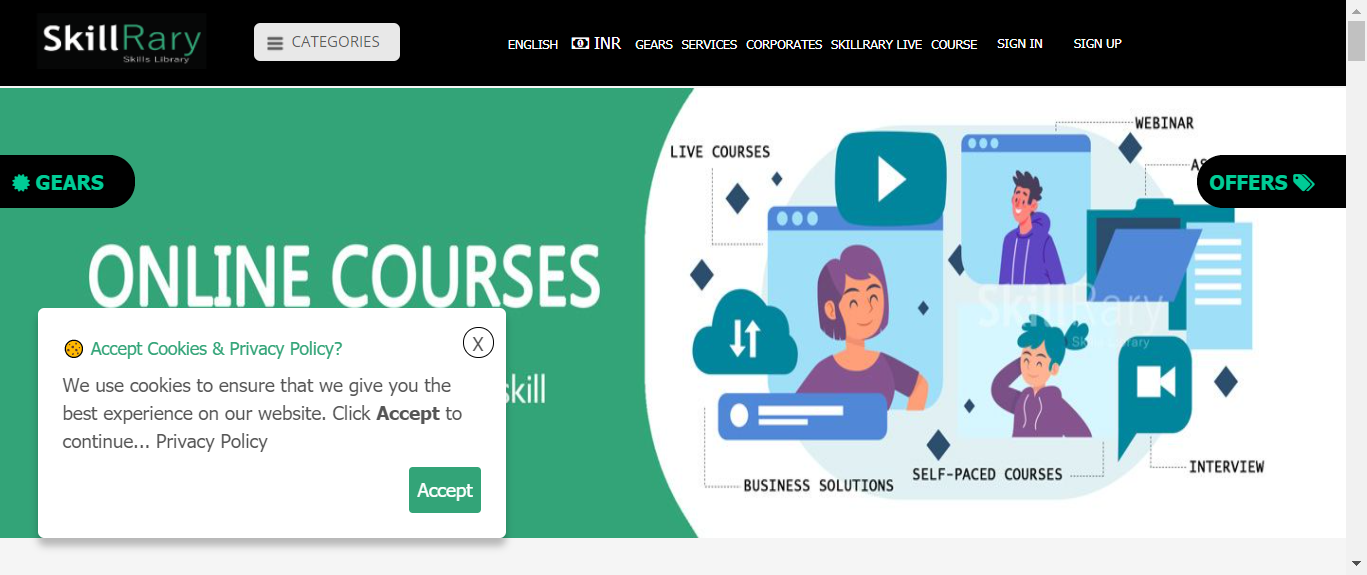 SkillRary
Skills Library
CATEGORIES
ENGLISH
INR
GEARS
SERVICES
CORPORATES
SKILLRARY LIVE
COURSE
SIGN IN
SIGN UP
GEARS
ONLINE COURSES
skill
LIVE COURSES
WEBINAR
AS
OFFERS
SkillRary
Skills Library
SELF-PACED COURSES
INTERVIEW
BUSINESS SOLUTIONS
Accept Cookies & Privacy Policy?
X
We use cookies to ensure that we give you the
best experience on our website. Click Accept to
continue... Privacy Policy
Accept